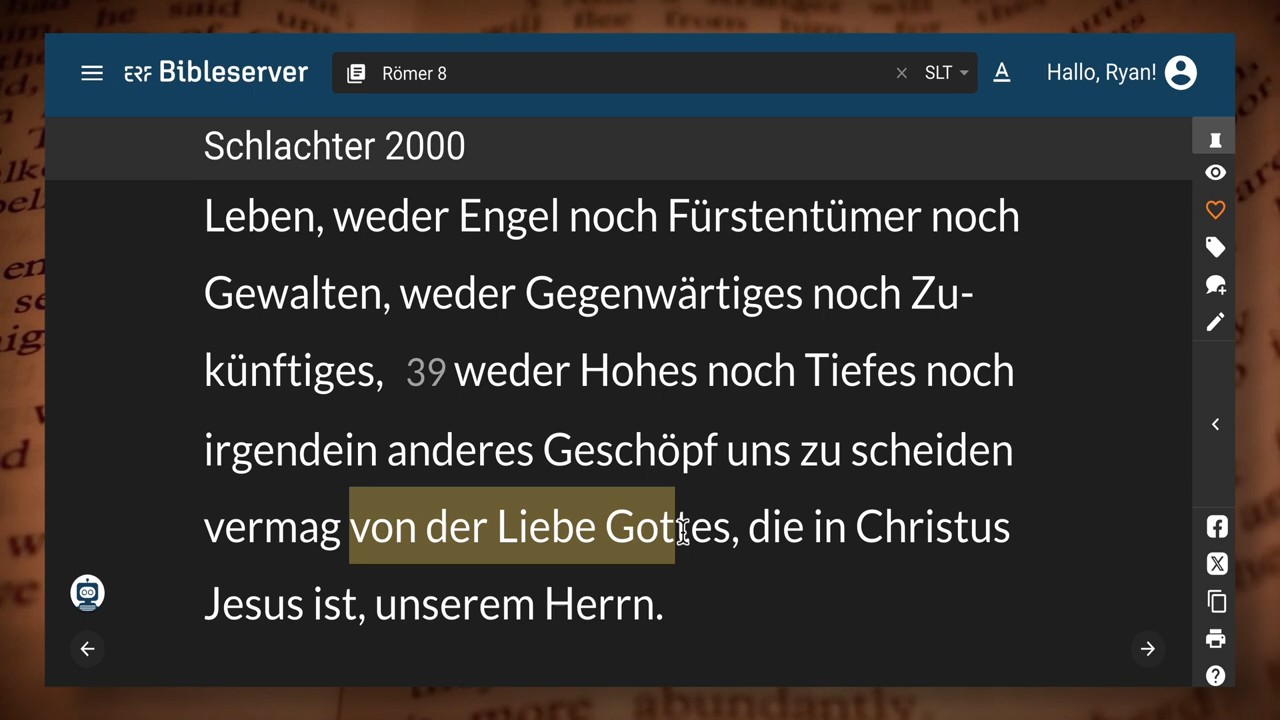 ERF Bibleserver
Römer 8
SLT
A
Hallo, Ryan!
Schlachter 2000
Leben, weder Engel noch Fürstentümer noch
Gewalten, weder Gegenwärtiges noch Zu-
künftiges, 39 weder Hohes noch Tiefes noch
irgendein anderes Geschöpf uns zu scheiden
vermag von der Liebe Gottes, die in Christus
Jesus ist, unserem Herrn.
abundantly.